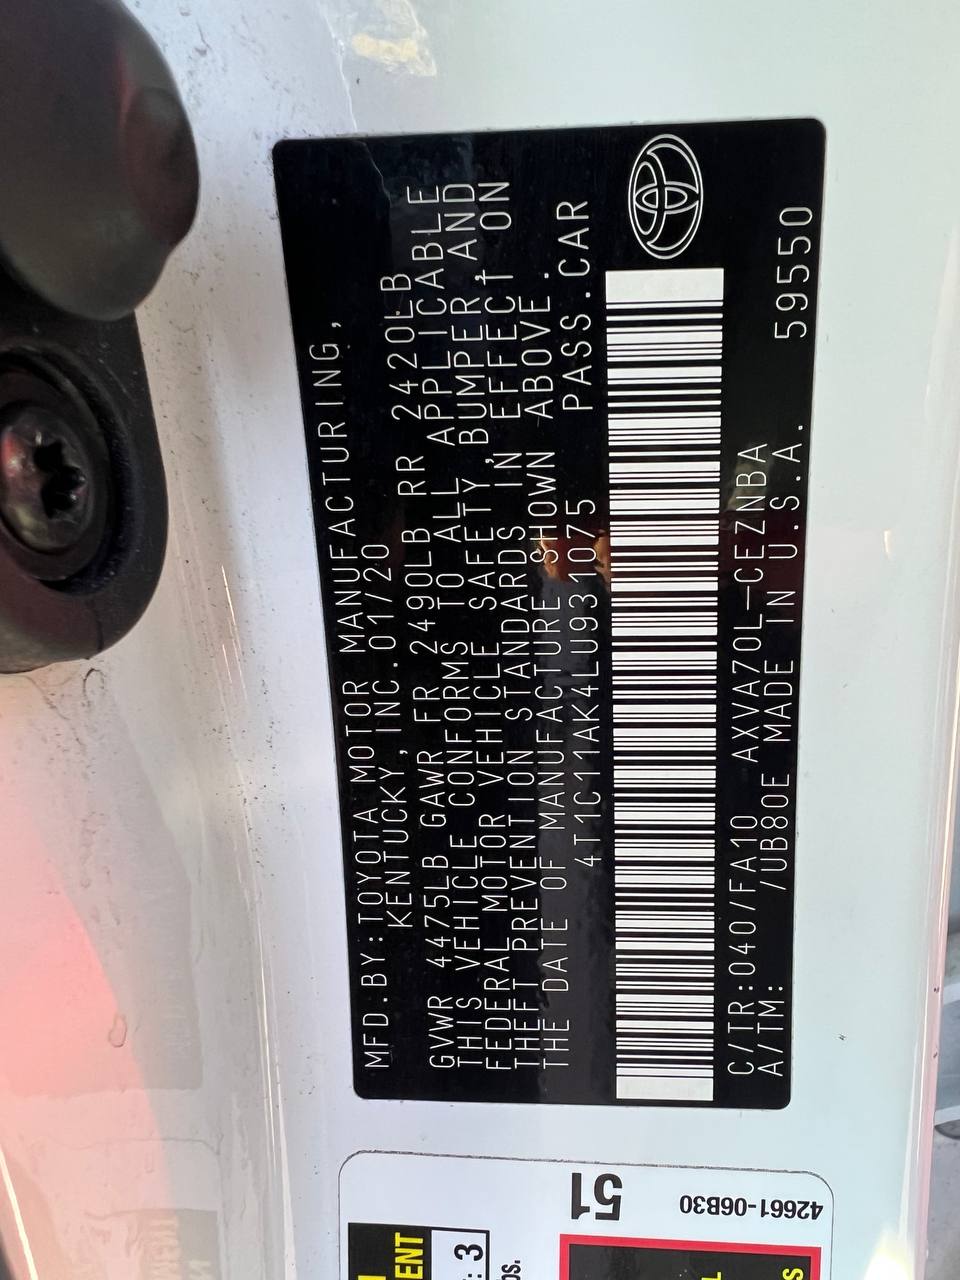 MFD.BY:TOYOTA MOTOR MANUFACTURING,
KENTUCKY,INC.01/20
GVWR 4475LB GAWR FR 2490LB RR 2420LB
THIS VEHICLE CONFORMS TO ALL APPLICABLE
FEDERAL MOTOR VEHICLE SAFETY,BUMPER,AND
THEFT PREVENTION STANDARDS IN EFFECT ON
THE DATE OF MANUFACTURE SHOWN ABOVE.
4T1C11AK4LU931075 PASS.CAR
C/TR:040/FA10 AXVA70L-CEZNBA
A/TM: /UB80E MADE IN U.S.A. 59550
51
42661-06B30
3